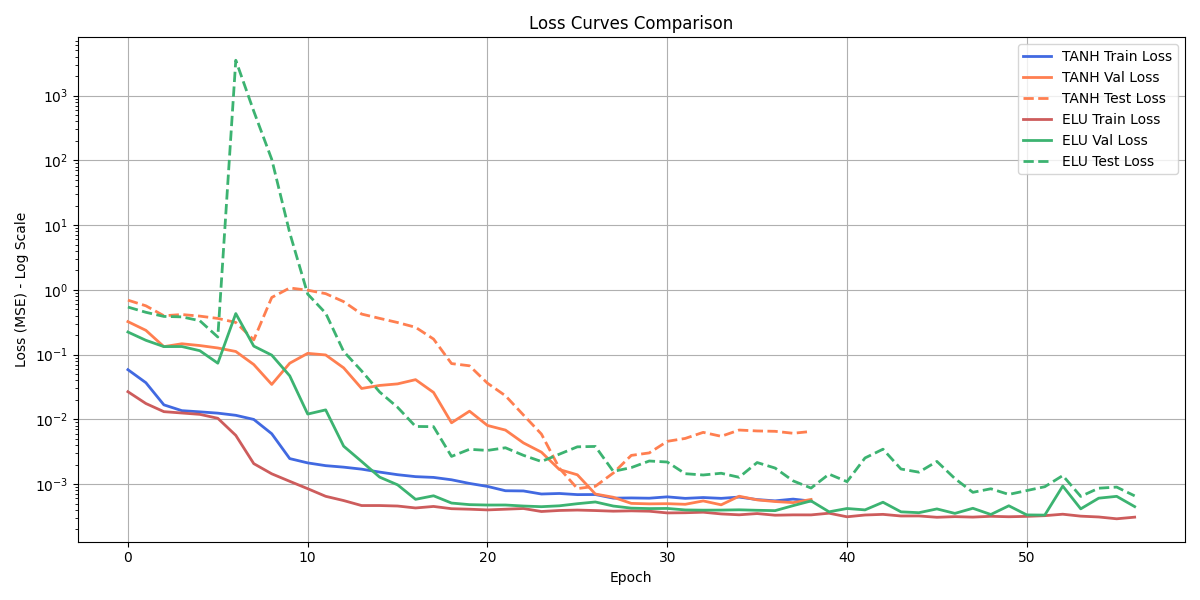 Loss Curves Comparison
Loss (MSE) - Log Scale
10³
10²
10¹
10⁰
10⁻¹
10⁻²
10⁻³
TANH Train Loss
TANH Val Loss
TANH Test Loss
ELU Train Loss
ELU Val Loss
ELU Test Loss
0 10 20 30 40 50
Epoch